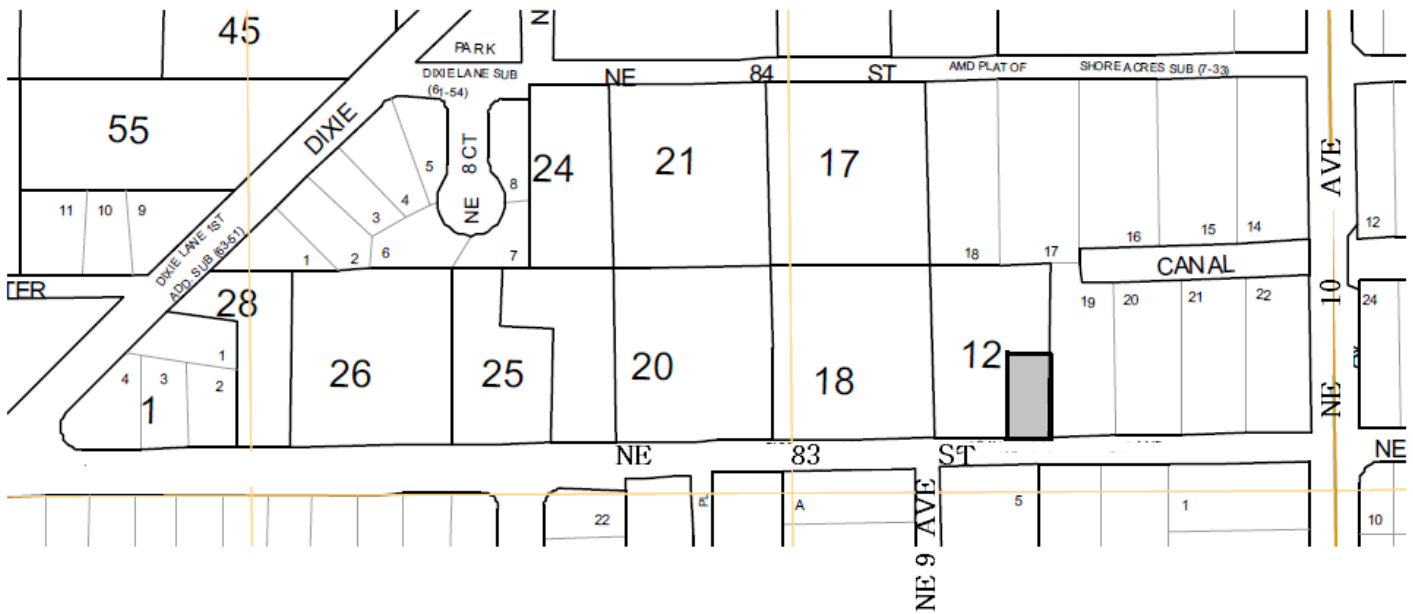 45
PARK
N
DIXIE LANE SUB
(61-54)
NE 84 ST
AMD PLAT OF SHORE ACRES SUB (7-33)
55
DIXIE
5
4
3
2
1
6
7
8
NE 8 CT
24
21
17
AVE
11 10 9
DIXIE LANE 1ST
ADD. SUB (63-51)
18
17
16
15
14
12
CANAL
TER
28
1
4
3
2
1
26
25
20
18
12
19
20
21
22
10
24
NE
NE 83 ST
NE
22
PL
A
NE 9 AVE
5
1
10